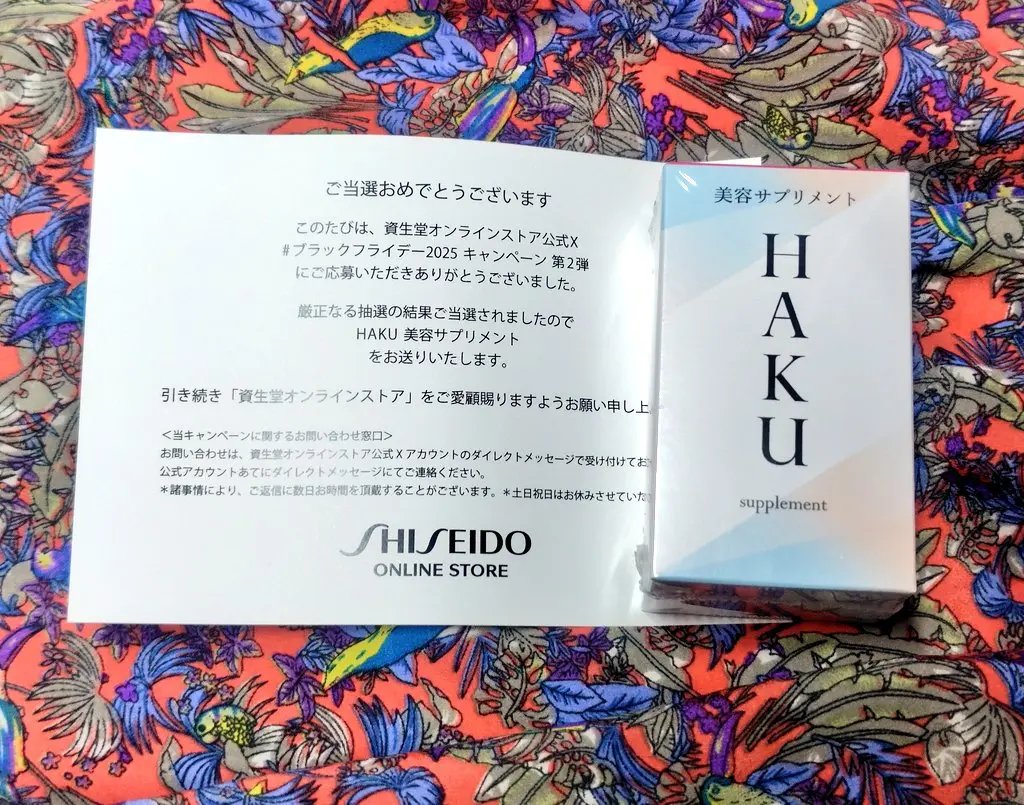 ご当選おめでとうございます
このたびは、資生堂オンラインストア公式X
#ブラックフライデー2025 キャンペーン 第2弾
にご応募いただきありがとうございました。
厳正なる抽選の結果ご当選されましたので
HAKU 美容サプリメント
をお送りいたします。
引き続き「資生堂オンラインストア」をご愛顧賜りますようお願い申し上
<当キャンペーンに関するお問い合わせ窓口>
お問い合わせは、資生堂オンラインストア公式 X アカウントのダイレクトメッセージで受け付けてお
公式アカウントあてにダイレクトメッセージにてご連絡ください。
*諸事情により、ご返信に数日お時間を頂戴することがございます。*土日祝日はお休みさせていた
SHISEIDO
ONLINE STORE
美容サプリメント
HAKU
supplement